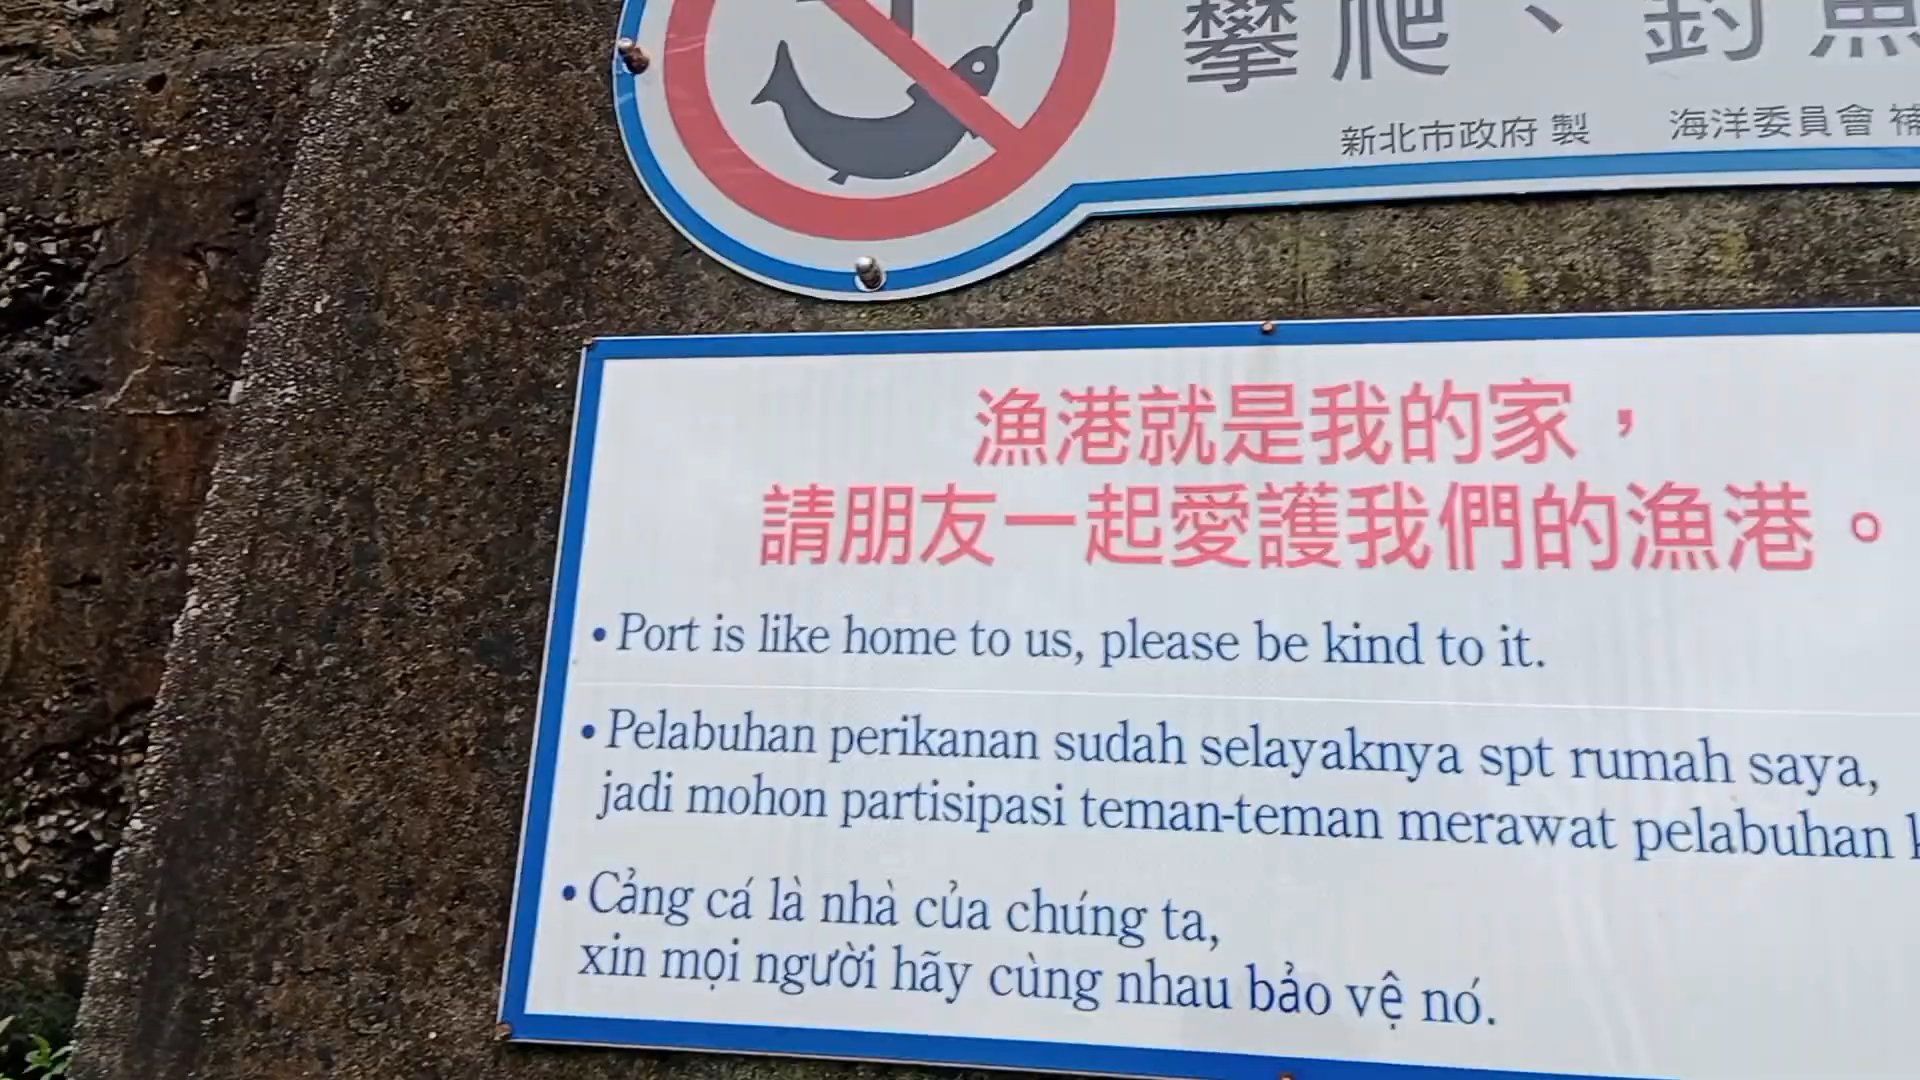 攀爬、釣魚
新北市政府 製 海洋委員會 補
漁港就是我的家，
請朋友一起愛護我們的漁港。
• Port is like home to us, please be kind to it.
• Pelabuhan perikanan sudah selayaknya spt rumah saya,
jadi mohon partisipasi teman-teman merawat pelabuhan
• Cảng cá là nhà của chúng ta,
xin mọi người hãy cùng nhau bảo vệ nó.